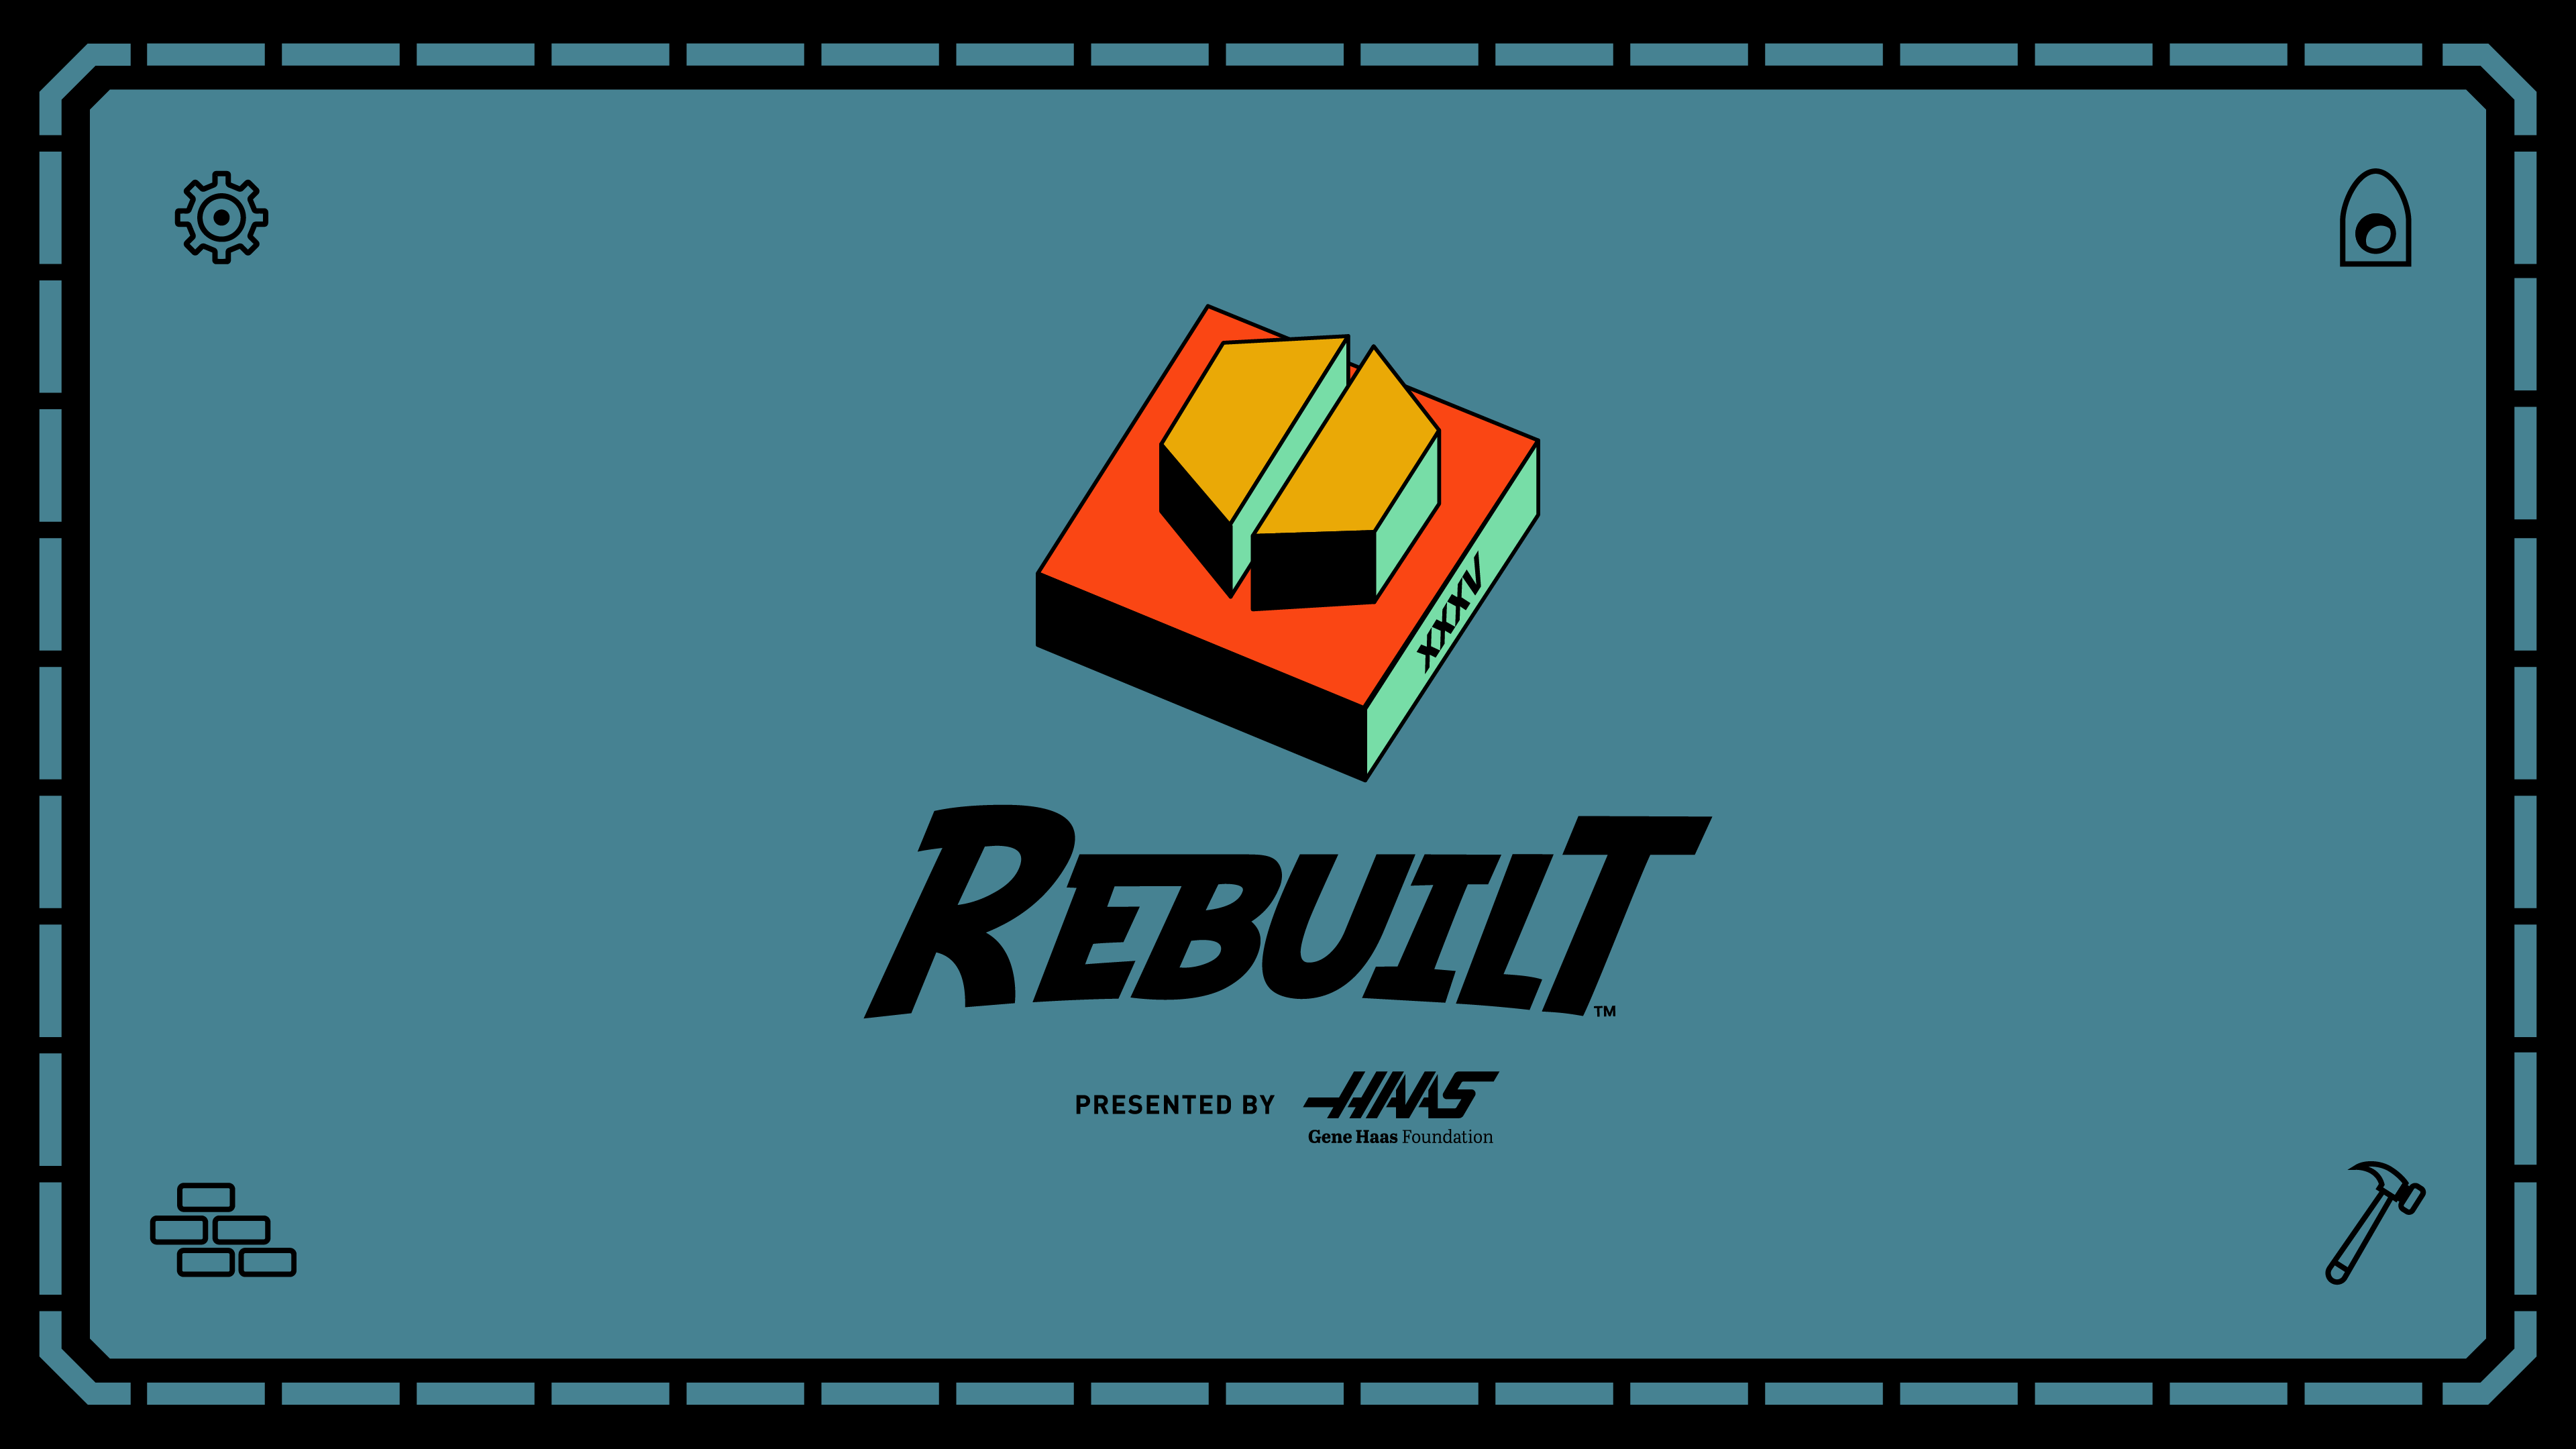 XXXV
REBUILT™
PRESENTED BY HAAS
Gene Haas Foundation